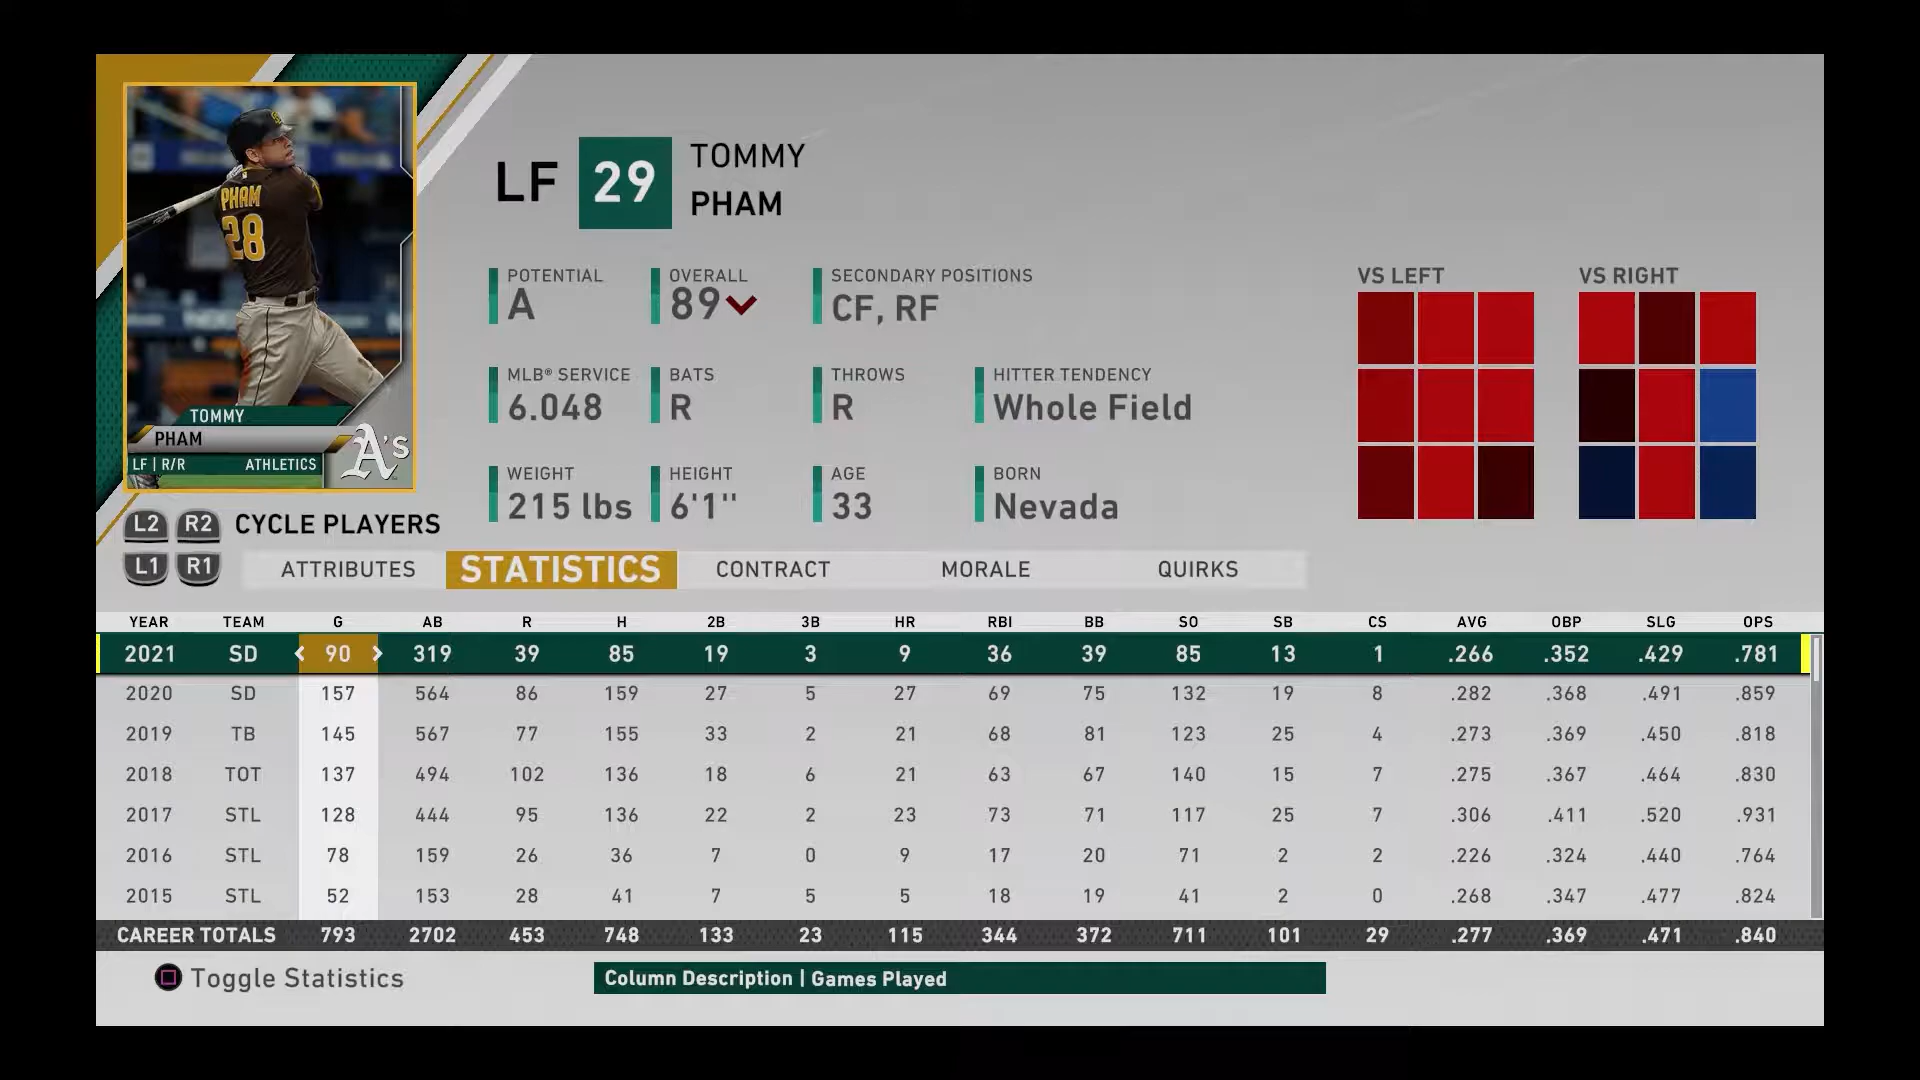 PHAM
28
TOMMY
PHAM
LF | R/R ATHLETICS
A's
LF 29 TOMMY
PHAM
POTENTIAL OVERALL SECONDARY POSITIONS
A 89 CF, RF
MLB® SERVICE BATS THROWS HITTER TENDENCY
6.048 R R Whole Field
WEIGHT HEIGHT AGE BORN
215 lbs 6'1" 33 Nevada
VS LEFT VS RIGHT
L2 R2 CYCLE PLAYERS
L1 R1 ATTRIBUTES STATISTICS CONTRACT MORALE QUIRKS
YEAR TEAM G AB R H 2B 3B HR RBI BB SO SB CS AVG OBP SLG OPS
2021 SD < 90 > 319 39 85 19 3 9 36 39 85 13 1 .266 .352 .429 .781
2020 SD 157 564 86 159 27 5 27 69 75 132 19 8 .282 .368 .491 .859
2019 TB 145 567 77 155 33 2 21 68 81 123 25 4 .273 .369 .450 .818
2018 TOT 137 494 102 136 18 6 21 63 67 140 15 7 .275 .367 .464 .830
2017 STL 128 444 95 136 22 2 23 73 71 117 25 7 .306 .411 .520 .931
2016 STL 78 159 26 36 7 0 9 17 20 71 2 2 .226 .324 .440 .764
2015 STL 52 153 28 41 7 5 5 18 19 41 2 0 .268 .347 .477 .824
CAREER TOTALS 793 2702 453 748 133 23 115 344 372 711 101 29 .277 .369 .471 .840
Toggle Statistics
Column Description | Games Played